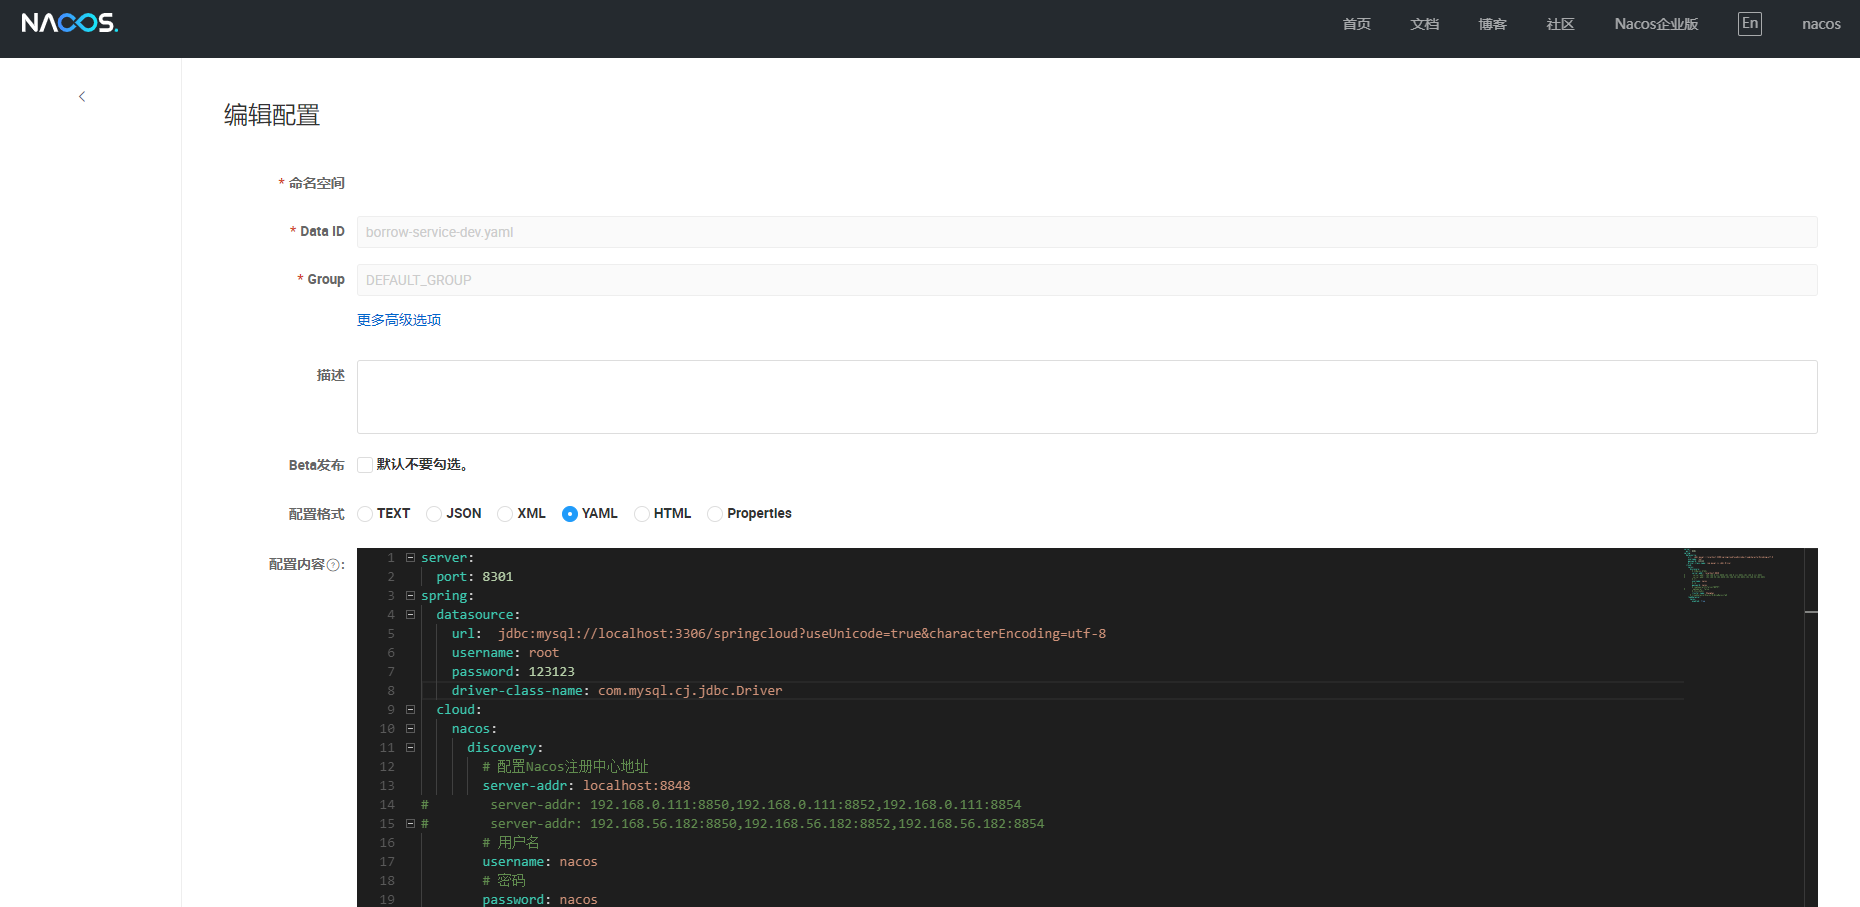 NACOS.
首页 文档 博客 社区 Nacos企业版 En nacos
编辑配置
* 命名空间
* Data ID borrow-service-dev.yaml
* Group DEFAULT_GROUP
更多高级选项
描述
Beta发布 默认不要勾选。
配置格式 TEXT JSON XML YAML HTML Properties
配置内容?:
1 server:
2 port: 8301
3 spring:
4 datasource:
5 url: jdbc:mysql://localhost:3306/springcloud?useUnicode=true&characterEncoding=utf-8
6 username: root
7 password: 123123
8 driver-class-name: com.mysql.cj.jdbc.Driver
9 cloud:
10 nacos:
11 discovery:
12 # 配置Nacos注册中心地址
13 server-addr: localhost:8848
14 # server-addr: 192.168.0.111:8850,192.168.0.111:8852,192.168.0.111:8854
15 # server-addr: 192.168.56.182:8850,192.168.56.182:8852,192.168.56.182:8854
16 # 用户名
17 username: nacos
18 # 密码
19 password: nacos